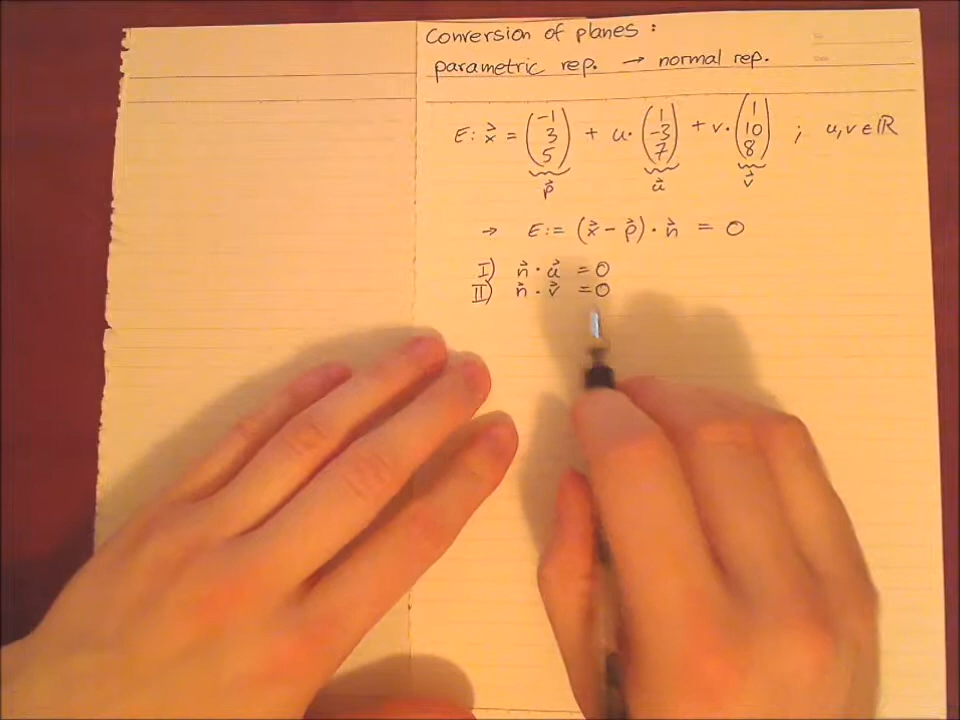 Conversion of planes :
parametric rep. → normal rep.
E: x⃗ = (-1 3 5) + u· (1 -3 7) + v· (1 10 8) ; u,v ∈ ℝ
p⃗ u⃗ v⃗
→ E:= (x⃗ - p⃗) · n⃗ = 0
I) n⃗ · u⃗ = 0
II) n⃗ · v⃗ = 0